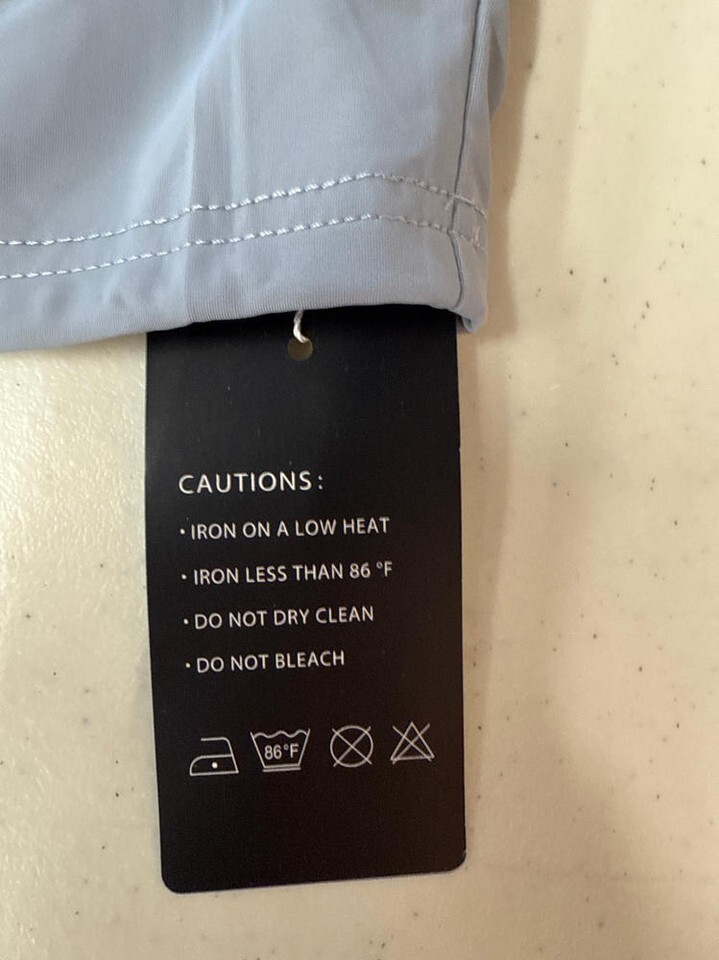 CAUTIONS:
· IRON ON A LOW HEAT
· IRON LESS THAN 86 °F
· DO NOT DRY CLEAN
· DO NOT BLEACH
86°F